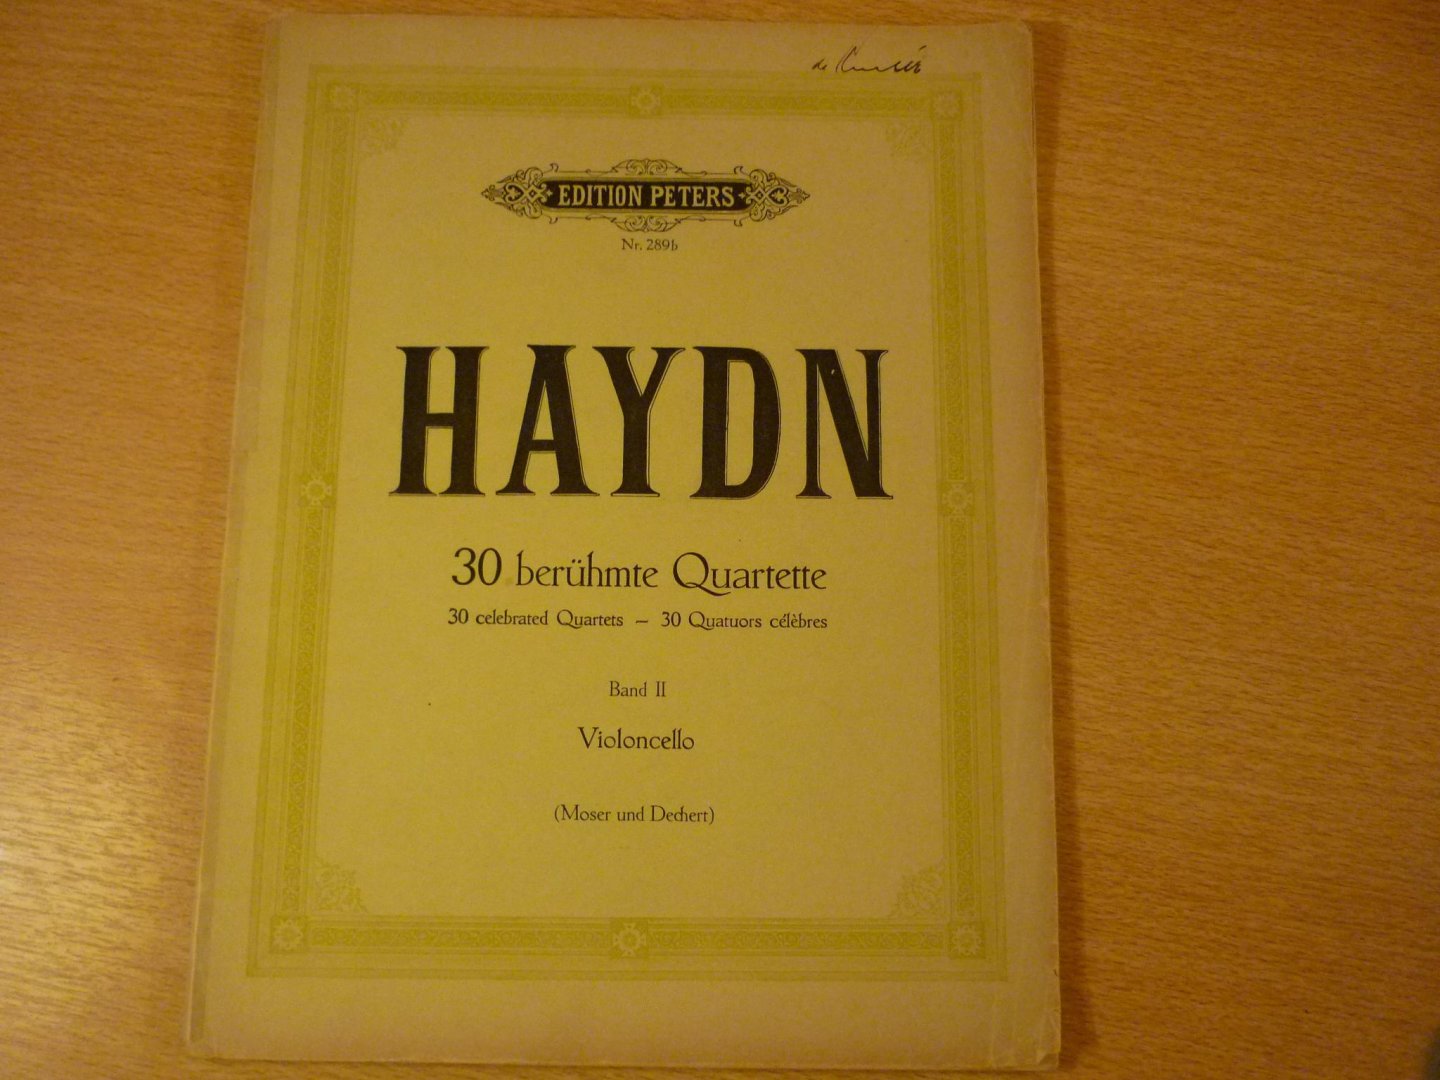 de
EDITION PETERS
Nr. 289b
HAYDN
30 berühmte Quartette
30 celebrated Quartets – 30 Quatuors célèbres
Band II
Violoncello
(Moser und Dechert)